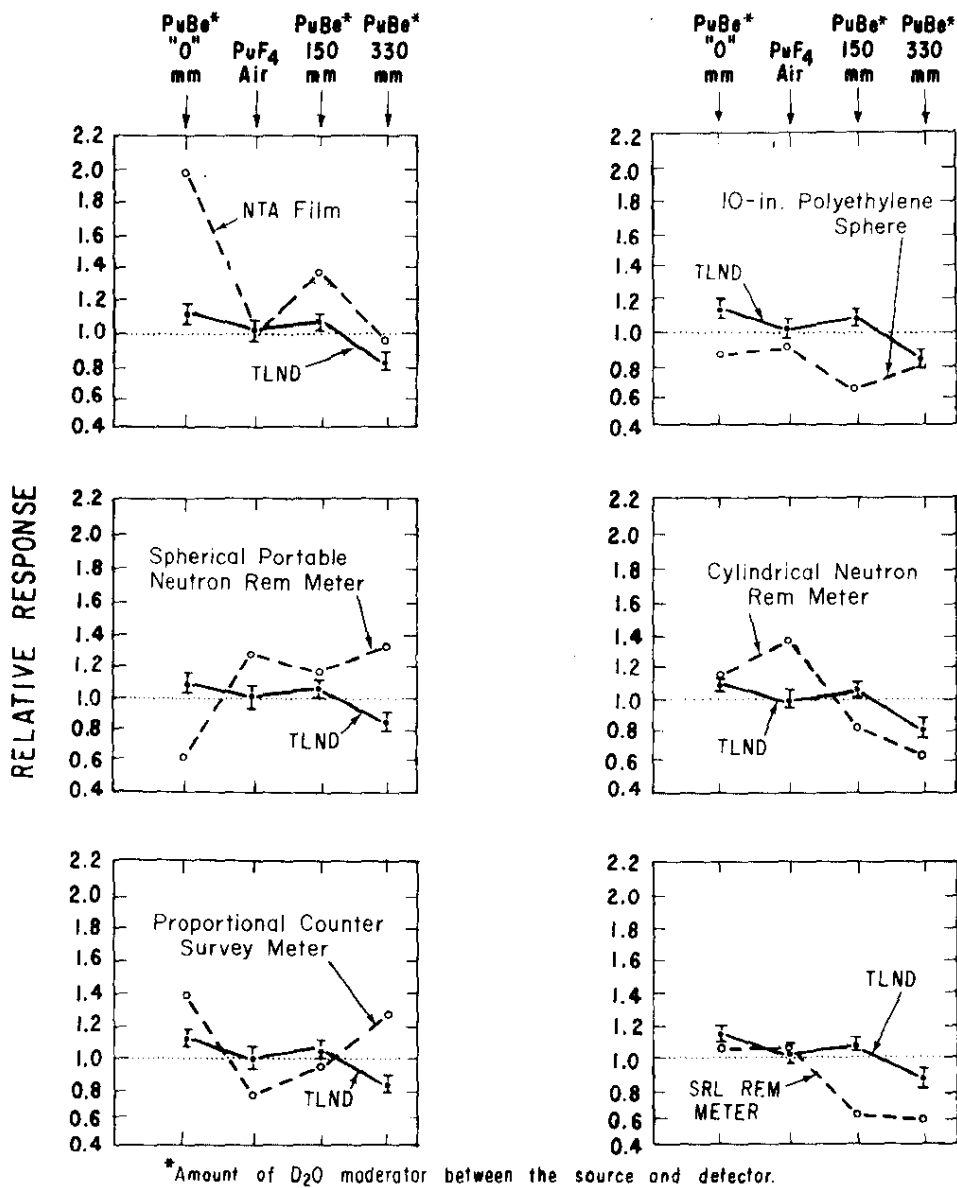 PuBe*
"O"
mm
PuF4
Air
PuBe*
150
mm
PuBe*
330
mm
PuBe*
"O"
mm
PuF4
Air
PuBe*
150
mm
PuBe*
330
mm
RELATIVE RESPONSE
2.2
2.0
1.8
1.6
1.4
1.2
1.0
0.8
0.6
0.4
NTA Film
TLND
2.2
2.0
1.8
1.6
1.4
1.2
1.0
0.8
0.6
0.4
10-in. Polyethylene
Sphere
TLND
2.2
2.0
1.8
1.6
1.4
1.2
1.0
0.8
0.6
0.4
Spherical Portable
Neutron Rem Meter
TLND
2.2
2.0
1.8
1.6
1.4
1.2
1.0
0.8
0.6
0.4
Cylindrical Neutron
Rem Meter
TLND
2.2
2.0
1.8
1.6
1.4
1.2
1.0
0.8
0.6
0.4
Proportional Counter
Survey Meter
TLND
2.2
2.0
1.8
1.6
1.4
1.2
1.0
0.8
0.6
0.4
TLND
SRL REM
METER
*Amount of D2O moderator between the source and detector.